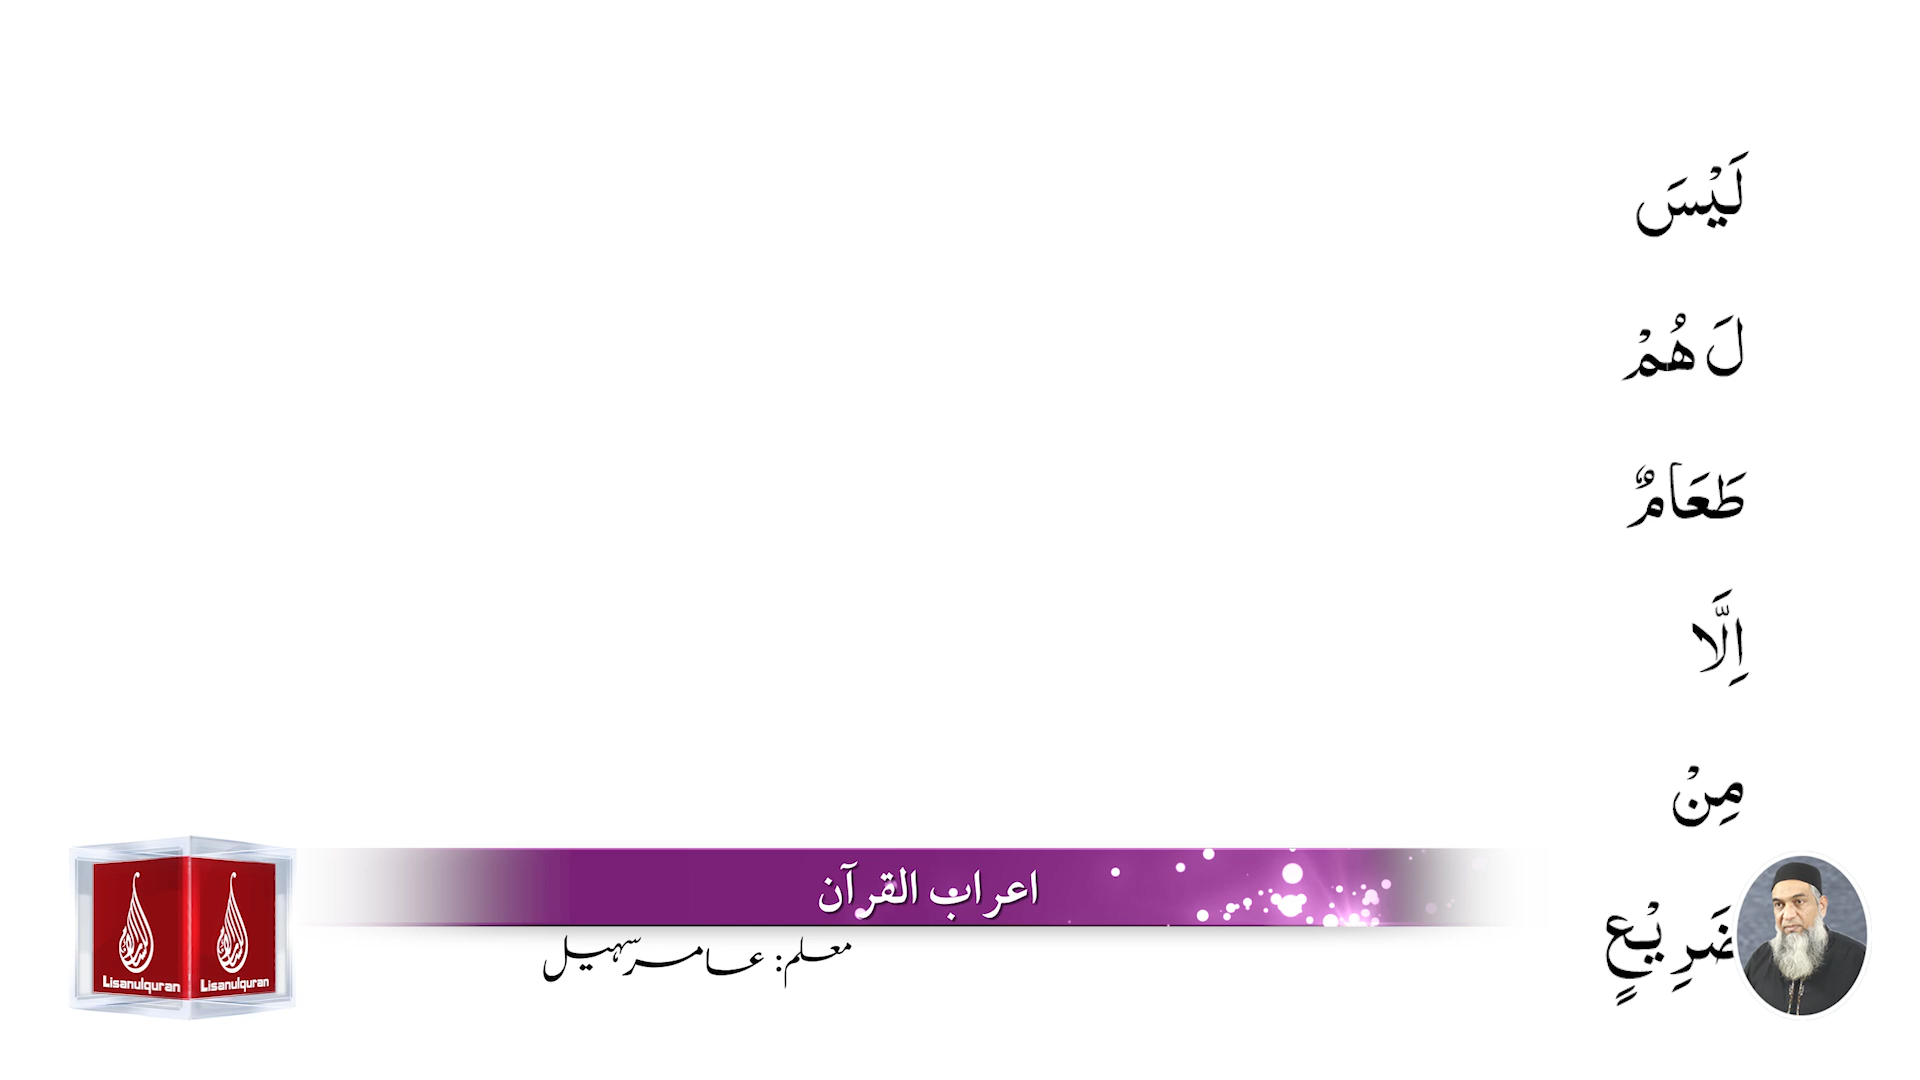 لَيْسَ
لَ هُمْ
طَعَامٌ
اِلَّا
مِنْ
ضَرِيْعٍ
اعراب القرآن
معلم: عامر سہیل
Lisanulquran
Lisanulquran